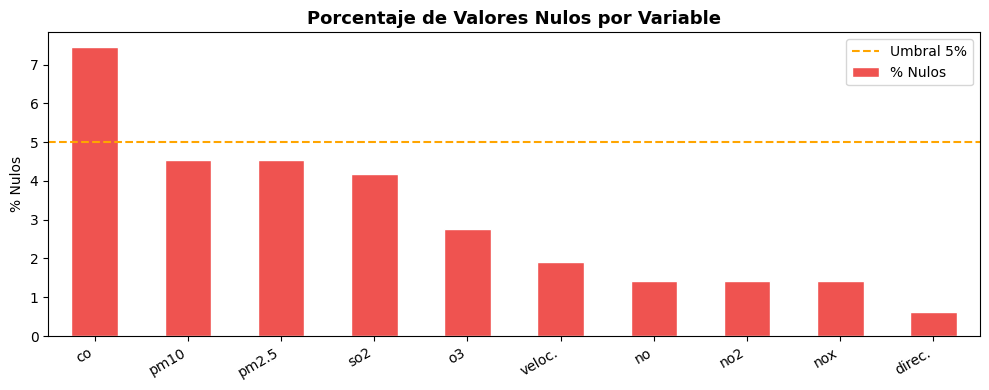 Porcentaje de Valores Nulos por Variable
Umbral 5%
% Nulos
% Nulos
7
6
5
4
3
2
1
0
co
pm10
pm2.5
so2
o3
veloc.
no
no2
nox
direc.